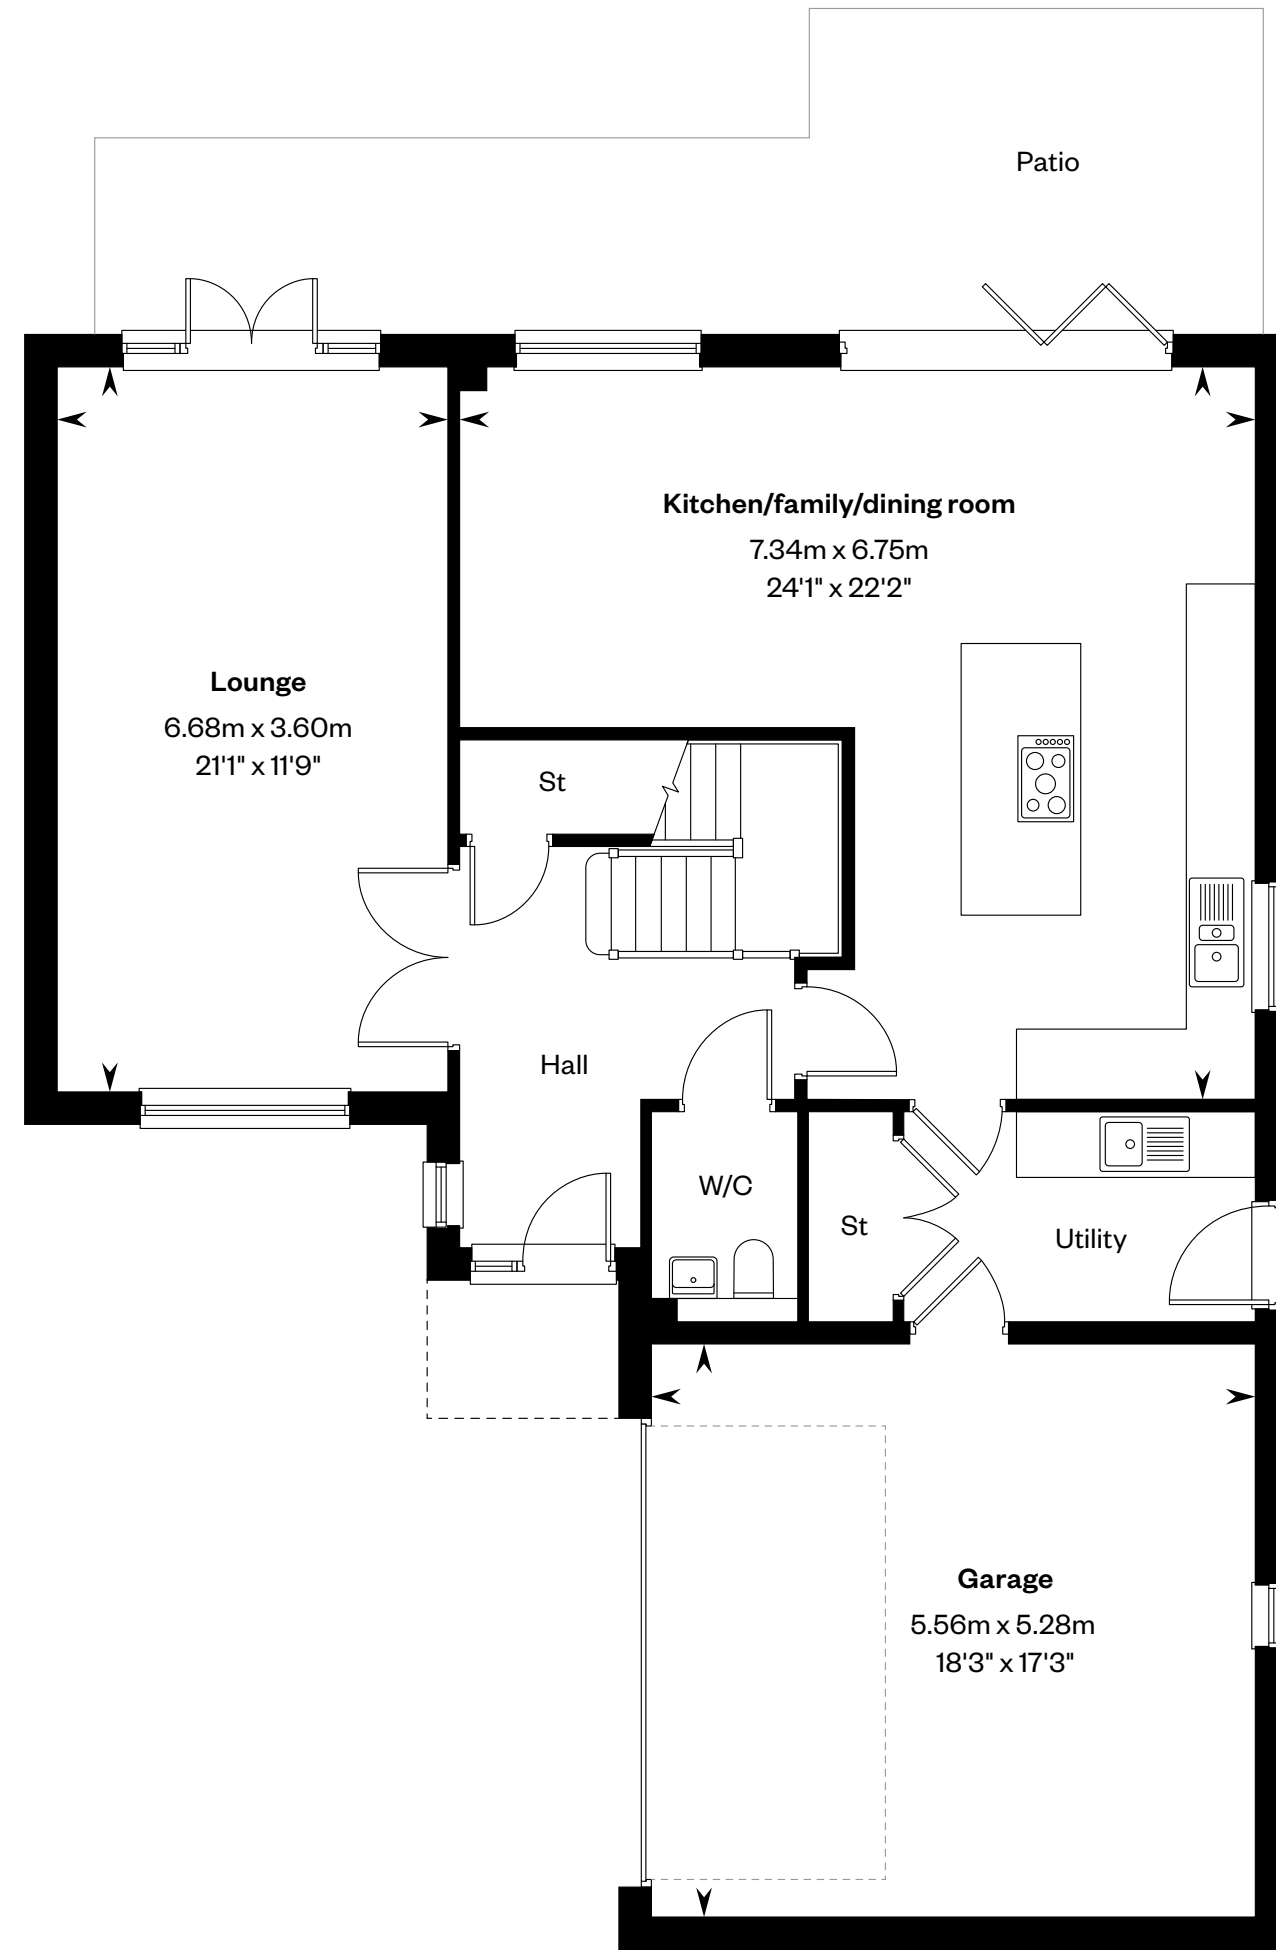 Patio
Kitchen/family/dining room
7.34m x 6.75m
24'1" x 22'2"
Lounge
6.68m x 3.60m
21'1" x 11'9"
St
Hall
W/C
St
Utility
Garage
5.56m x 5.28m
18'3" x 17'3"